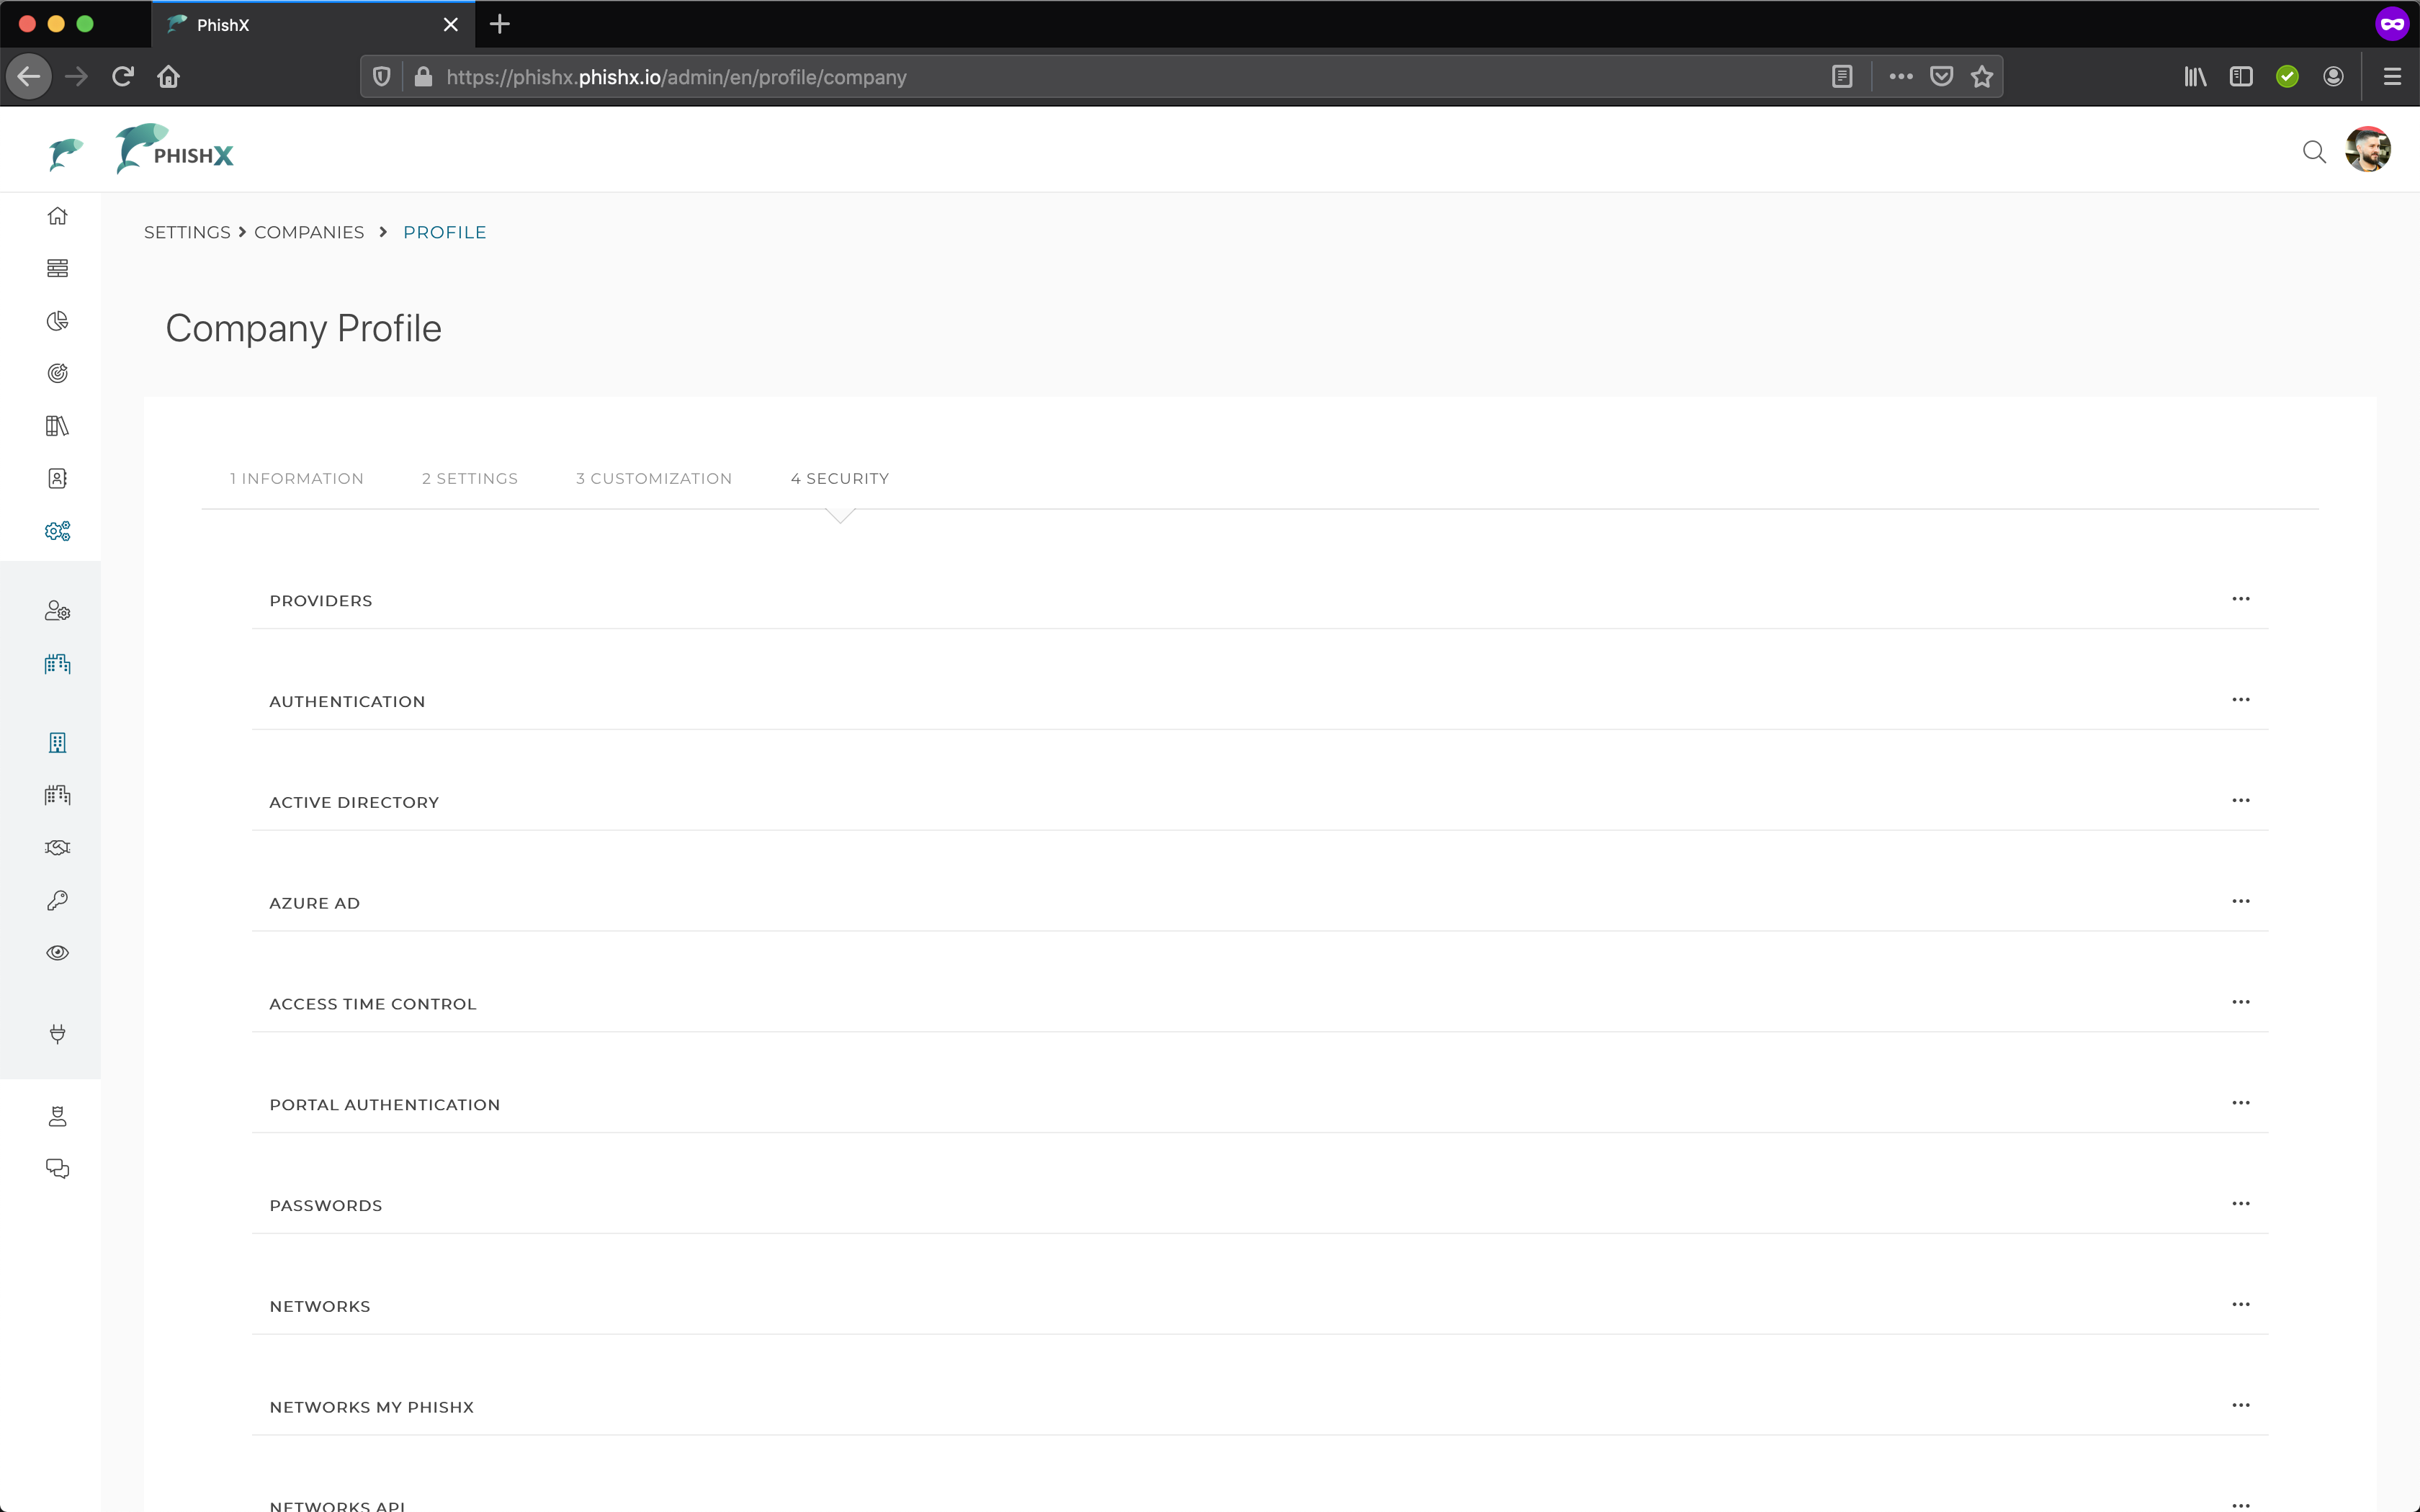 PhishX
https://phishx.phishx.io/admin/en/profile/company
PHISHX
SETTINGS > COMPANIES > PROFILE
Company Profile
1 INFORMATION 2 SETTINGS 3 CUSTOMIZATION 4 SECURITY
PROVIDERS
AUTHENTICATION
ACTIVE DIRECTORY
AZURE AD
ACCESS TIME CONTROL
PORTAL AUTHENTICATION
PASSWORDS
NETWORKS
NETWORKS MY PHISHX
NETWORKS API